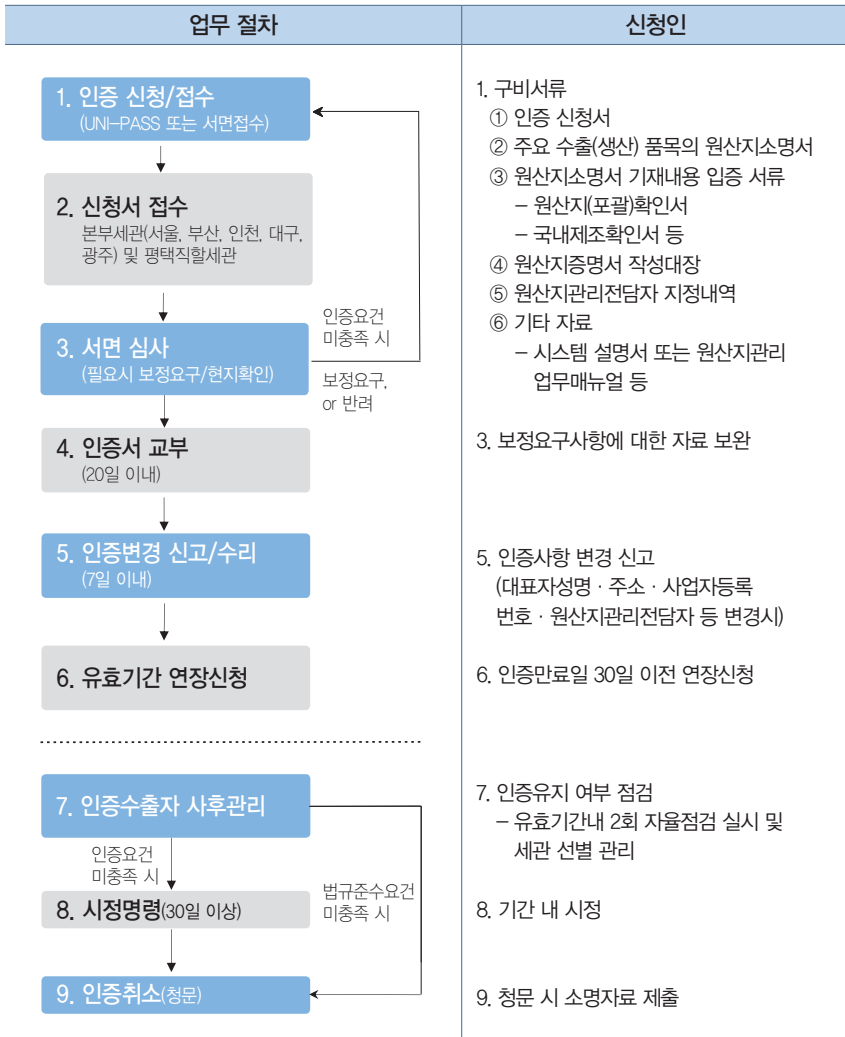 업무 절차
신청인
1. 인증 신청/접수
(UNI-PASS 또는 서면접수)
2. 신청서 접수
본부세관(서울, 부산, 인천, 대구,
광주) 및 평택직할세관
3. 서면 심사
(필요시 보정요구/현지확인)
인증요건
미충족 시
보정요구,
or 반려
4. 인증서 교부
(20일 이내)
5. 인증변경 신고/수리
(7일 이내)
6. 유효기간 연장신청
7. 인증수출자 사후관리
인증요건
미충족 시
법규준수요건
미충족 시
8. 시정명령(30일 이상)
9. 인증취소(청문)
1. 구비서류
① 인증 신청서
② 주요 수출(생산) 품목의 원산지소명서
③ 원산지소명서 기재내용 입증 서류
- 원산지(포괄)확인서
- 국내제조확인서 등
④ 원산지증명서 작성대장
⑤ 원산지관리전담자 지정내역
⑥ 기타 자료
- 시스템 설명서 또는 원산지관리
업무매뉴얼 등
3. 보정요구사항에 대한 자료 보완
5. 인증사항 변경 신고
(대표자성명 · 주소 · 사업자등록
번호 · 원산지관리전담자 등 변경시)
6. 인증만료일 30일 이전 연장신청
7. 인증유지 여부 점검
- 유효기간내 2회 자율점검 실시 및
세관 선별 관리
8. 기간 내 시정
9. 청문 시 소명자료 제출